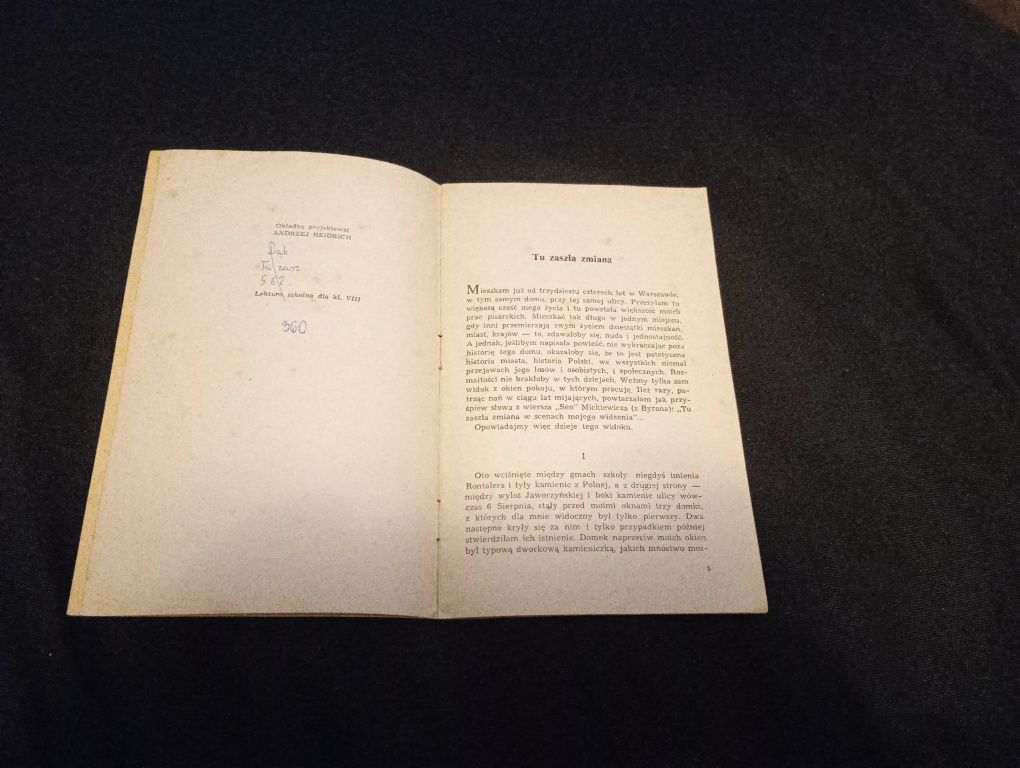 Okładkę projektował
ANDRZEJ HEIDRICH
Dąb.
Tu zasz.
562.
Lektura szkolna dla kl. VIII
360
Tu zaszła zmiana
Mieszkam już od trzydziestu czterech lat w Warszawie,
w tym samym domu, przy tej samej ulicy. Przeżyłam tu
większą część mego życia i tu powstała większość moich
prac pisarskich. Mieszkać tak długo w jednym miejscu,
gdy inni przemierzają swym życiem dziesiątki mieszkań,
miast, krajów — to, zdawałoby się, nuda i jednostajność.
A jednak, jeślibym napisała powieść, nie wykraczając poza
historię tego domu, okazałoby się, że to jest patetyczna
historia miasta, historia Polski, we wszystkich niemal
przejawach jego losów i osobistych, i społecznych. Roz-
maitości nie brakłoby w tych dziejach. Weźmy tylko sam
widok z okien pokoju, w którym pracuję. Ileż razy, pa-
trząc nań w ciągu lat mijających, powtarzałam jak przy-
śpiew słowa z wiersza „Sen” Mickiewicza (z Byrona): „Tu
zaszła zmiana w scenach mojego widzenia”...
Opowiadajmy więc dzieje tego widoku.
1
Oto wciśnięte między gmach szkoły niegdyś imienia
Rontalera i tyły kamienic z Polnej, a z drugiej strony —
między wylot Jaworzyńskiej i boki kamienic ulicy wów-
czas 6 Sierpnia, stały przed moimi oknami trzy domki,
z których dla mnie widoczny był tylko pierwszy. Dwa
następne kryły się za nim i tylko przypadkiem później
stwierdziłam ich istnienie. Domek naprzeciw moich okien
był typową dworkową kamieniczką, jakich mnóstwo moż-
5